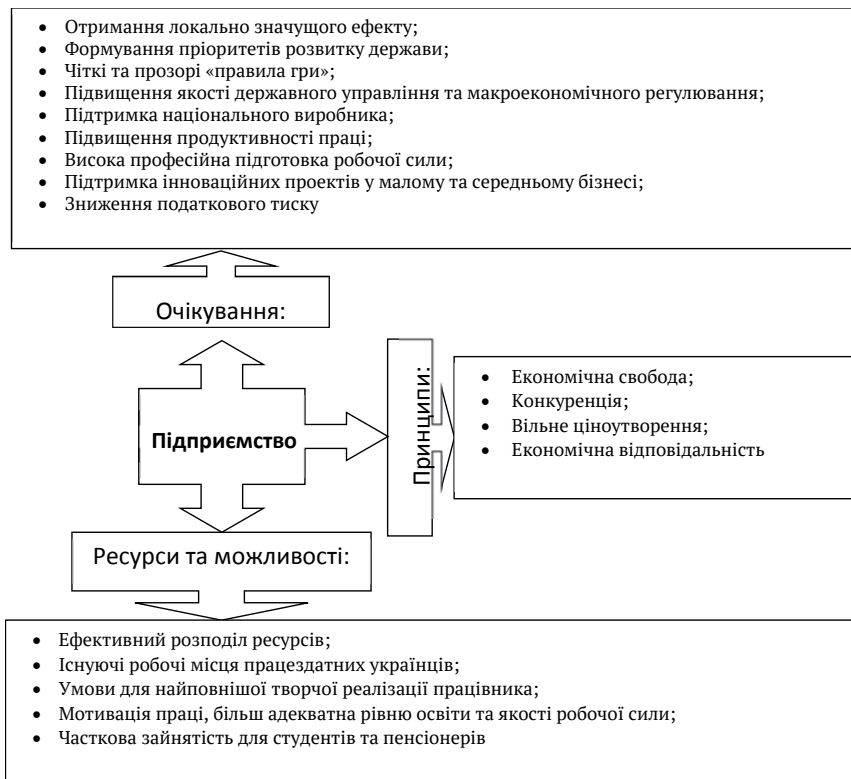 • Отримання локально значущого ефекту;
• Формування пріоритетів розвитку держави;
• Чіткі та прозорі «правила гри»;
• Підвищення якості державного управління та макроекономічного регулювання;
• Підтримка національного виробника;
• Підвищення продуктивності праці;
• Висока професійна підготовка робочої сили;
• Підтримка інноваційних проектів у малому та середньому бізнесі;
• Зниження податкового тиску
Очікування:
Підприємство
Принципи:
• Економічна свобода;
• Конкуренція;
• Вільне ціноутворення;
• Економічна відповідальність
Ресурси та можливості:
• Ефективний розподіл ресурсів;
• Існуючі робочі місця працездатних українців;
• Умови для найповнішої творчої реалізації працівника;
• Мотивація праці, більш адекватна рівню освіти та якості робочої сили;
• Часткова зайнятість для студентів та пенсіонерів